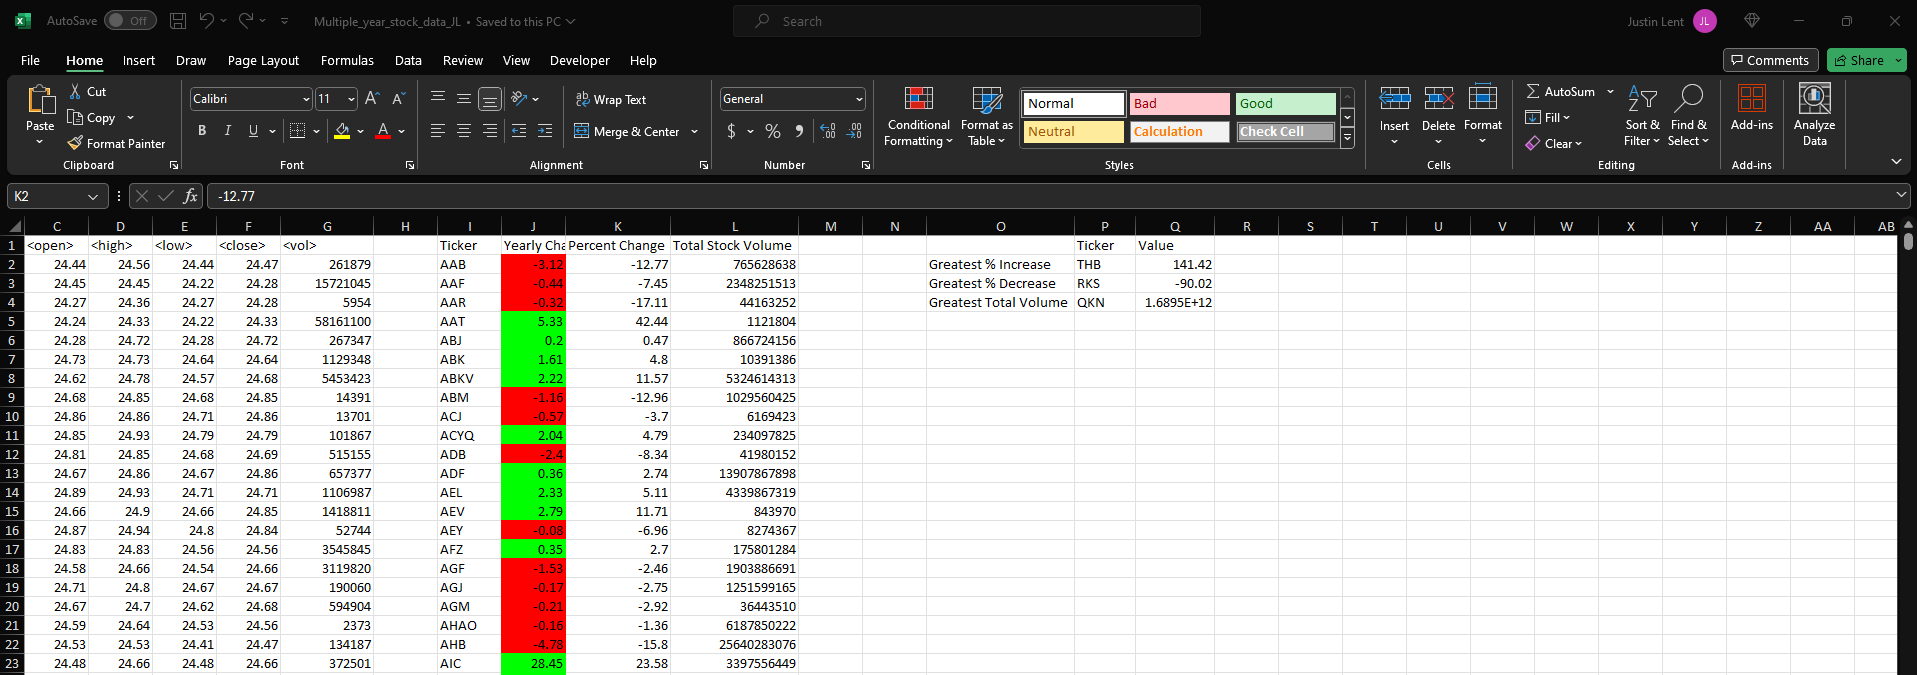 AutoSave Off Multiple_year_stock_data_JL • Saved to this PC Search Justin Lent JL
File Home Insert Draw Page Layout Formulas Data Review View Developer Help Comments Share
Paste Cut Copy Format Painter Clipboard
Calibri 11 A A B I U A Font
ab Wrap Text Merge & Center Alignment
General $ % 9 Number
Conditional Formatting Format as Table Normal Bad Good Neutral Calculation Check Cell Styles
Insert Delete Format Cells
AutoSum Fill Clear Sort & Filter Find & Select Editing
Add-ins Add-ins
Analyze Data
K2 fx -12.77
C D E F G H I J K L M N O P Q R S T U V W X Y Z AA AB
1 <open> <high> <low> <close> <vol> Ticker Yearly Cha Percent Change Total Stock Volume Ticker Value
2 24.44 24.56 24.44 24.47 261879 AAB -3.12 -12.77 765628638 Greatest % Increase THB 141.42
3 24.45 24.45 24.22 24.28 15721045 AAF -0.44 -7.45 2348251513 Greatest % Decrease RKS -90.02
4 24.27 24.36 24.27 24.28 5954 AAR -0.32 -17.11 44163252 Greatest Total Volume QKN 1.6895E+12
5 24.24 24.33 24.22 24.33 58161100 AAT 5.33 42.44 1121804
6 24.28 24.72 24.28 24.72 267347 ABJ 0.2 0.47 866724156
7 24.73 24.73 24.64 24.64 1129348 ABK 1.61 4.8 10391386
8 24.62 24.78 24.57 24.68 5453423 ABKV 2.22 11.57 5324614313
9 24.68 24.85 24.68 24.85 14391 ABM -1.16 -12.96 1029560425
10 24.86 24.86 24.71 24.86 13701 ACJ -0.57 -3.7 6169423
11 24.85 24.93 24.79 24.79 101867 ACYQ 2.04 4.79 234097825
12 24.81 24.85 24.68 24.69 515155 ADB -2.4 -8.34 41980152
13 24.67 24.86 24.67 24.86 657377 ADF 0.36 2.74 13907867898
14 24.89 24.93 24.71 24.71 1106987 AEL 2.33 5.11 4339867319
15 24.66 24.9 24.66 24.85 1418811 AEV 2.79 11.71 843970
16 24.87 24.94 24.8 24.84 52744 AEY -0.08 -6.96 8274367
17 24.83 24.83 24.56 24.56 3545845 AFZ 0.35 2.7 175801284
18 24.58 24.66 24.54 24.66 3119820 AGF -1.53 -2.46 1903886691
19 24.71 24.8 24.67 24.67 190060 AGJ -0.17 -2.75 1251599165
20 24.67 24.7 24.62 24.68 594904 AGM -0.21 -2.92 36443510
21 24.59 24.64 24.53 24.56 2373 AHAO -0.16 -1.36 6187850222
22 24.53 24.53 24.41 24.47 134187 AHB -4.78 -15.8 25640283076
23 24.48 24.66 24.48 24.66 372501 AIC 28.45 23.58 3397556449